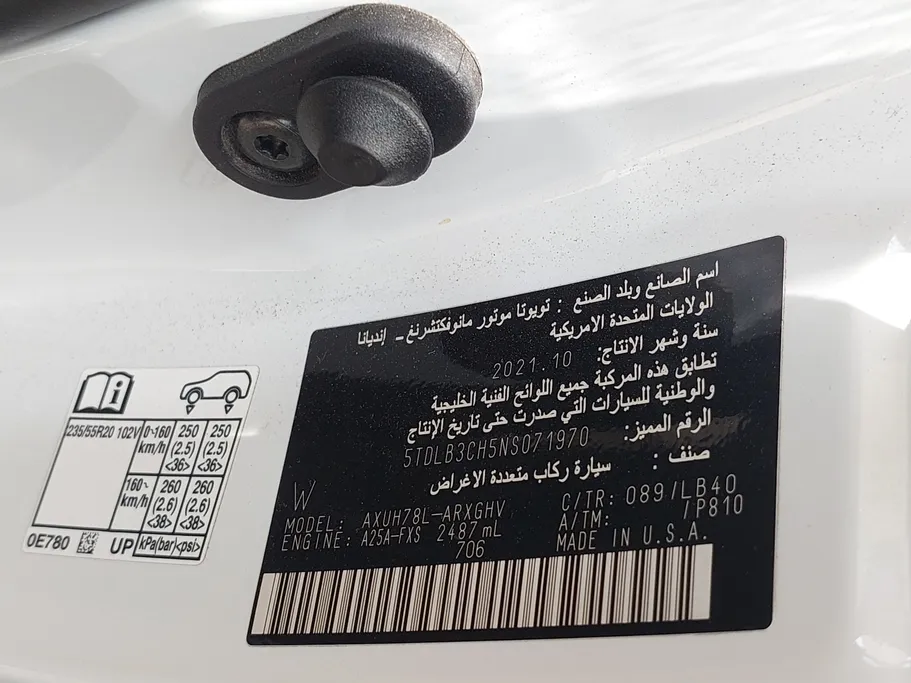 235/55R20 102V 0~160 km/h 250 (2.5) <36> 250 (2.5) <36>
160~ km/h 260 (2.6) <38> 260 (2.6) <38>
0E780 UP kPa(bar)<psi>
اسم الصانع وبلد الصنع : تويوتا موتور مانوفكتشرنغ - إنديانا
الولايات المتحدة الامريكية
سنة وشهر الانتاج: 2021.10
تطابق هذه المركبة جميع اللوائح الفنية الخليجية
والوطنية للسيارات التي صدرت حتى تاريخ الإنتاج
الرقم المميز: 5TDLB3CH5NS071970
صنف : سيارة ركاب متعددة الاغراض
W
MODEL: AXUH78L-ARXGHV C/TR: 089/LB40
ENGINE: A25A-FXS 2487 mL A/TM: /P810
706 MADE IN U.S.A.